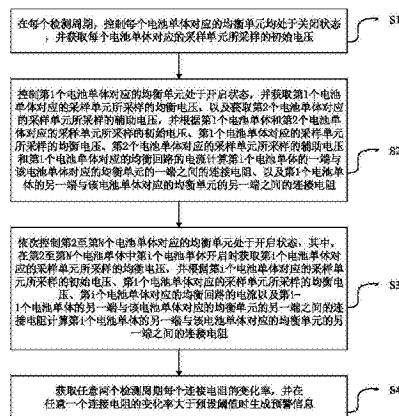 在每个检测周期，控制每个电池单体对应的均衡单元均处于关闭状态
，并获取每个电池单体对应的采样单元所采样的初始电压
S1
控制第1个电池单体对应的均衡单元处于开启状态，并获取第1个电池
单体对应的采样单元所采样的均衡电压，以及获取第2个电池单体对应
的采样单元所采样的辅助电压，并根据第1个电池单体和第2个电池单
体对应的采样单元所采样的初始电压、第1个电池单体对应的采样单元
所采样的均衡电压、第2个电池单体对应的采样单元所采样的辅助电压
和第1个电池单体对应的均衡回路的电流计算第1个电池单体的一端与
该电池单体对应的均衡单元的一端之间的连接电阻、以及第1个电池单
体的另一端与该电池单体对应的均衡单元的另一端之间的连接电阻
S2
依次控制第2至第N个电池单体对应的均衡单元处于开启状态，其中，
在第2至第N个电池单体中第i个电池单体开启时获取第i个电池单体对
应的采样单元所采样的均衡电压，并根据第i个电池单体对应的采样单
元所采样的初始电压、第i个电池单体对应的采样单元所采样的均衡电
压、第i个电池单体对应的均衡回路的电流以及第i-
1个电池单体的另一端与该电池单体对应的均衡单元的另一端之间的连
接电阻计算第i个电池单体的另一端与该电池单体对应的均衡单元的另
一端之间的连接电阻
S3
获取任意两个检测周期每个连接电阻的变化率，并在
任意一个连接电阻的变化率大于预设阈值时生成预警信息
S4